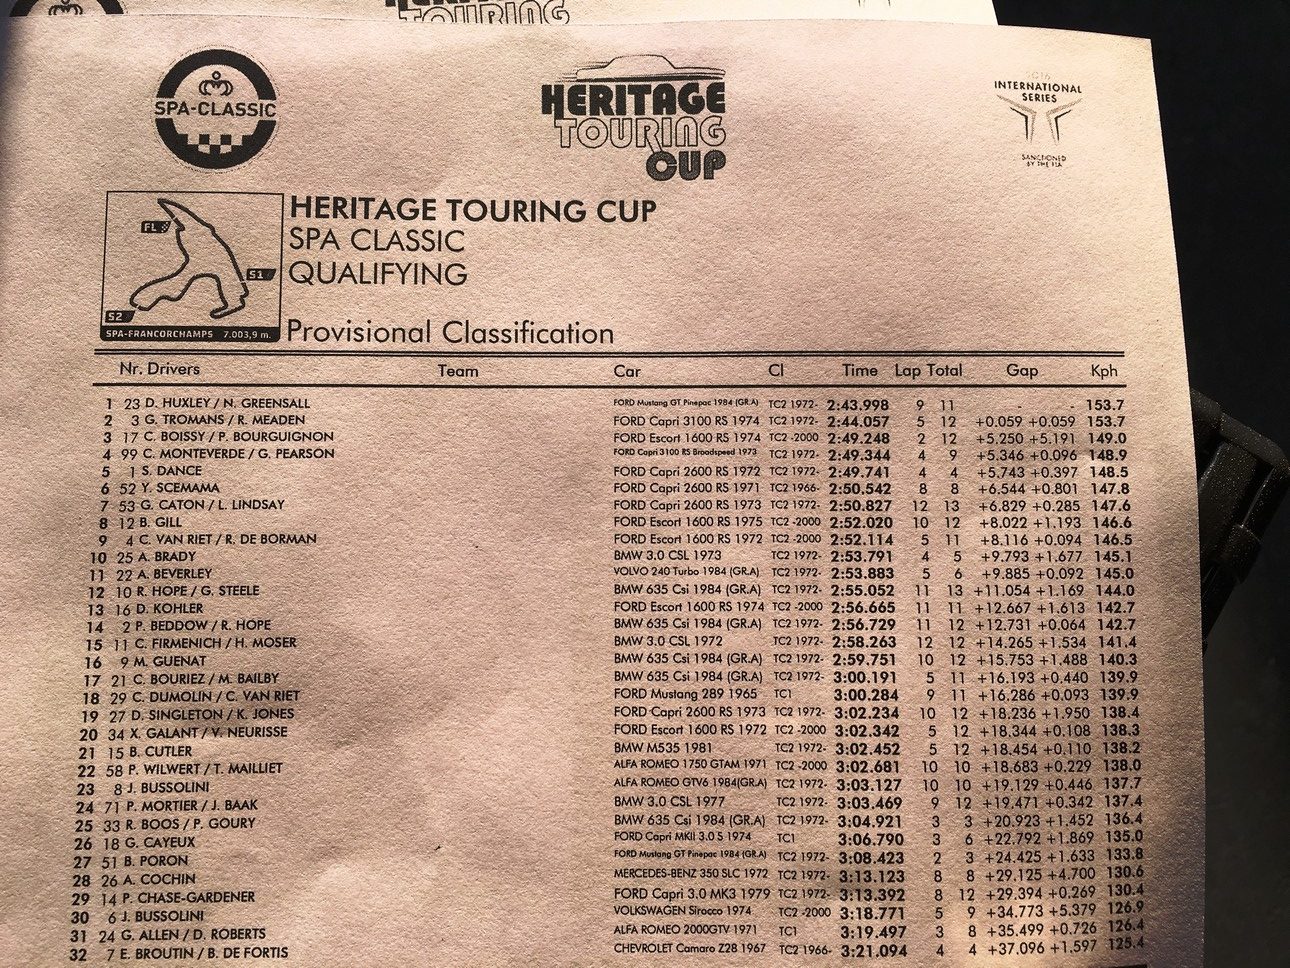 TOURING
SPA-CLASSIC
HERITAGE
TOURING
CUP
2016
INTERNATIONAL
SERIES
SANCTIONED
BY THE FIA
FL
S1
S2
SPA-FRANCORCHAMPS 7.003,9 m.
HERITAGE TOURING CUP
SPA CLASSIC
QUALIFYING
Provisional Classification
Nr. Drivers Team Car Cl Time Lap Total Gap Kph
1 23 D. HUXLEY / N. GREENSALL FORD Mustang GT Pinepac 1984 (GR.A) TC2 1972- 2:43.998 9 11 - - 153.7
2 3 G. TROMANS / R. MEADEN FORD Capri 3100 RS 1974 TC2 1972- 2:44.057 5 12 +0.059 +0.059 153.7
3 17 C. BOISSY / P. BOURGUIGNON FORD Escort 1600 RS 1974 TC2 -2000 2:49.248 2 12 +5.250 +5.191 149.0
4 99 C. MONTEVERDE / G. PEARSON FORD Capri 3100 RS Broadspeed 1973 TC2 1972- 2:49.344 4 9 +5.346 +0.096 148.9
5 1 S. DANCE FORD Capri 2600 RS 1972 TC2 1972- 2:49.741 4 4 +5.743 +0.397 148.5
6 52 Y. SCEMAMA FORD Capri 2600 RS 1971 TC2 1966- 2:50.542 8 8 +6.544 +0.801 147.8
7 53 G. CATON / L. LINDSAY FORD Capri 2600 RS 1973 TC2 1972- 2:50.827 12 13 +6.829 +0.285 147.6
8 12 B. GILL FORD Escort 1600 RS 1975 TC2 -2000 2:52.020 10 12 +8.022 +1.193 146.6
9 4 C. VAN RIET / R. DE BORMAN FORD Escort 1600 RS 1972 TC2 -2000 2:52.114 5 11 +8.116 +0.094 146.5
10 25 A. BRADY BMW 3.0 CSL 1973 TC2 1972- 2:53.791 4 5 +9.793 +1.677 145.1
11 22 A. BEVERLEY VOLVO 240 Turbo 1984 (GR.A) TC2 1972- 2:53.883 5 6 +9.885 +0.092 145.0
12 10 R. HOPE / G. STEELE BMW 635 Csi 1984 (GR.A) TC2 1972- 2:55.052 11 13 +11.054 +1.169 144.0
13 16 D. KOHLER FORD Escort 1600 RS 1974 TC2 -2000 2:56.665 11 11 +12.667 +1.613 142.7
14 2 P. BEDDOW / R. HOPE BMW 635 Csi 1984 (GR.A) TC2 1972- 2:56.729 11 12 +12.731 +0.064 142.7
15 11 C. FIRMENICH / H. MOSER BMW 3.0 CSL 1972 TC2 1972- 2:58.263 12 12 +14.265 +1.534 141.4
16 9 M. GUENAT BMW 635 Csi 1984 (GR.A) TC2 1972- 2:59.751 10 12 +15.753 +1.488 140.3
17 21 C. BOURIEZ / M. BAILBY BMW 635 Csi 1984 (GR.A) TC2 1972- 3:00.191 5 11 +16.193 +0.440 139.9
18 29 C. DUMOLIN / C. VAN RIET FORD Mustang 289 1965 TC1 3:00.284 9 11 +16.286 +0.093 139.9
19 27 D. SINGLETON / K. JONES FORD Capri 2600 RS 1973 TC2 1972- 3:02.234 10 12 +18.236 +1.950 138.4
20 34 X. GALANT / V. NEURISSE FORD Escort 1600 RS 1972 TC2 -2000 3:02.342 5 12 +18.344 +0.108 138.3
21 15 B. CUTLER BMW M535 1981 TC2 1972- 3:02.452 5 12 +18.454 +0.110 138.2
22 58 P. WILWERT / T. MAILLIET ALFA ROMEO 1750 GTAM 1971 TC2 -2000 3:02.681 10 10 +18.683 +0.229 138.0
23 8 J. BUSSOLINI ALFA ROMEO GTV6 1984(GR.A) TC2 1972- 3:03.127 10 10 +19.129 +0.446 137.7
24 71 P. MORTIER / J. BAAK BMW 3.0 CSL 1977 TC2 1972- 3:03.469 9 12 +19.471 +0.342 137.4
25 33 R. BOOS / P. GOURY BMW 635 Csi 1984 (GR.A) TC2 1972- 3:04.921 3 3 +20.923 +1.452 136.4
26 18 G. CAYEUX FORD Capri MKII 3.0 S 1974 TC1 3:06.790 3 6 +22.792 +1.869 135.0
27 51 B. PORON FORD Mustang GT Pinepac 1984 (GR.A) TC2 1972- 3:08.423 2 3 +24.425 +1.633 133.8
28 26 A. COCHIN MERCEDES-BENZ 350 SLC 1972 TC2 1972- 3:13.123 8 8 +29.125 +4.700 130.6
29 14 P. CHASE-GARDENER FORD Capri 3.0 MK3 1979 TC2 1972- 3:13.392 8 12 +29.394 +0.269 130.4
30 6 J. BUSSOLINI VOLKSWAGEN Sirocco 1974 TC2 -2000 3:18.771 5 9 +34.773 +5.379 126.9
31 24 G. ALLEN / D. ROBERTS ALFA ROMEO 2000GTV 1971 TC1 3:19.497 3 8 +35.499 +0.726 126.4
32 7 E. BROUTIN / B. DE FORTIS CHEVROLET Camaro Z28 1967 TC2 1966- 3:21.094 4 4 +37.096 +1.597 125.4